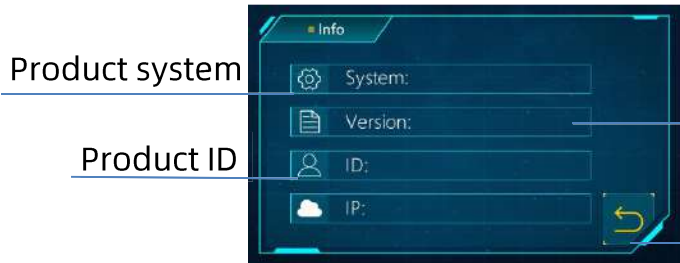 Info
Product system
System:
Version:
Product ID
ID:
IP: